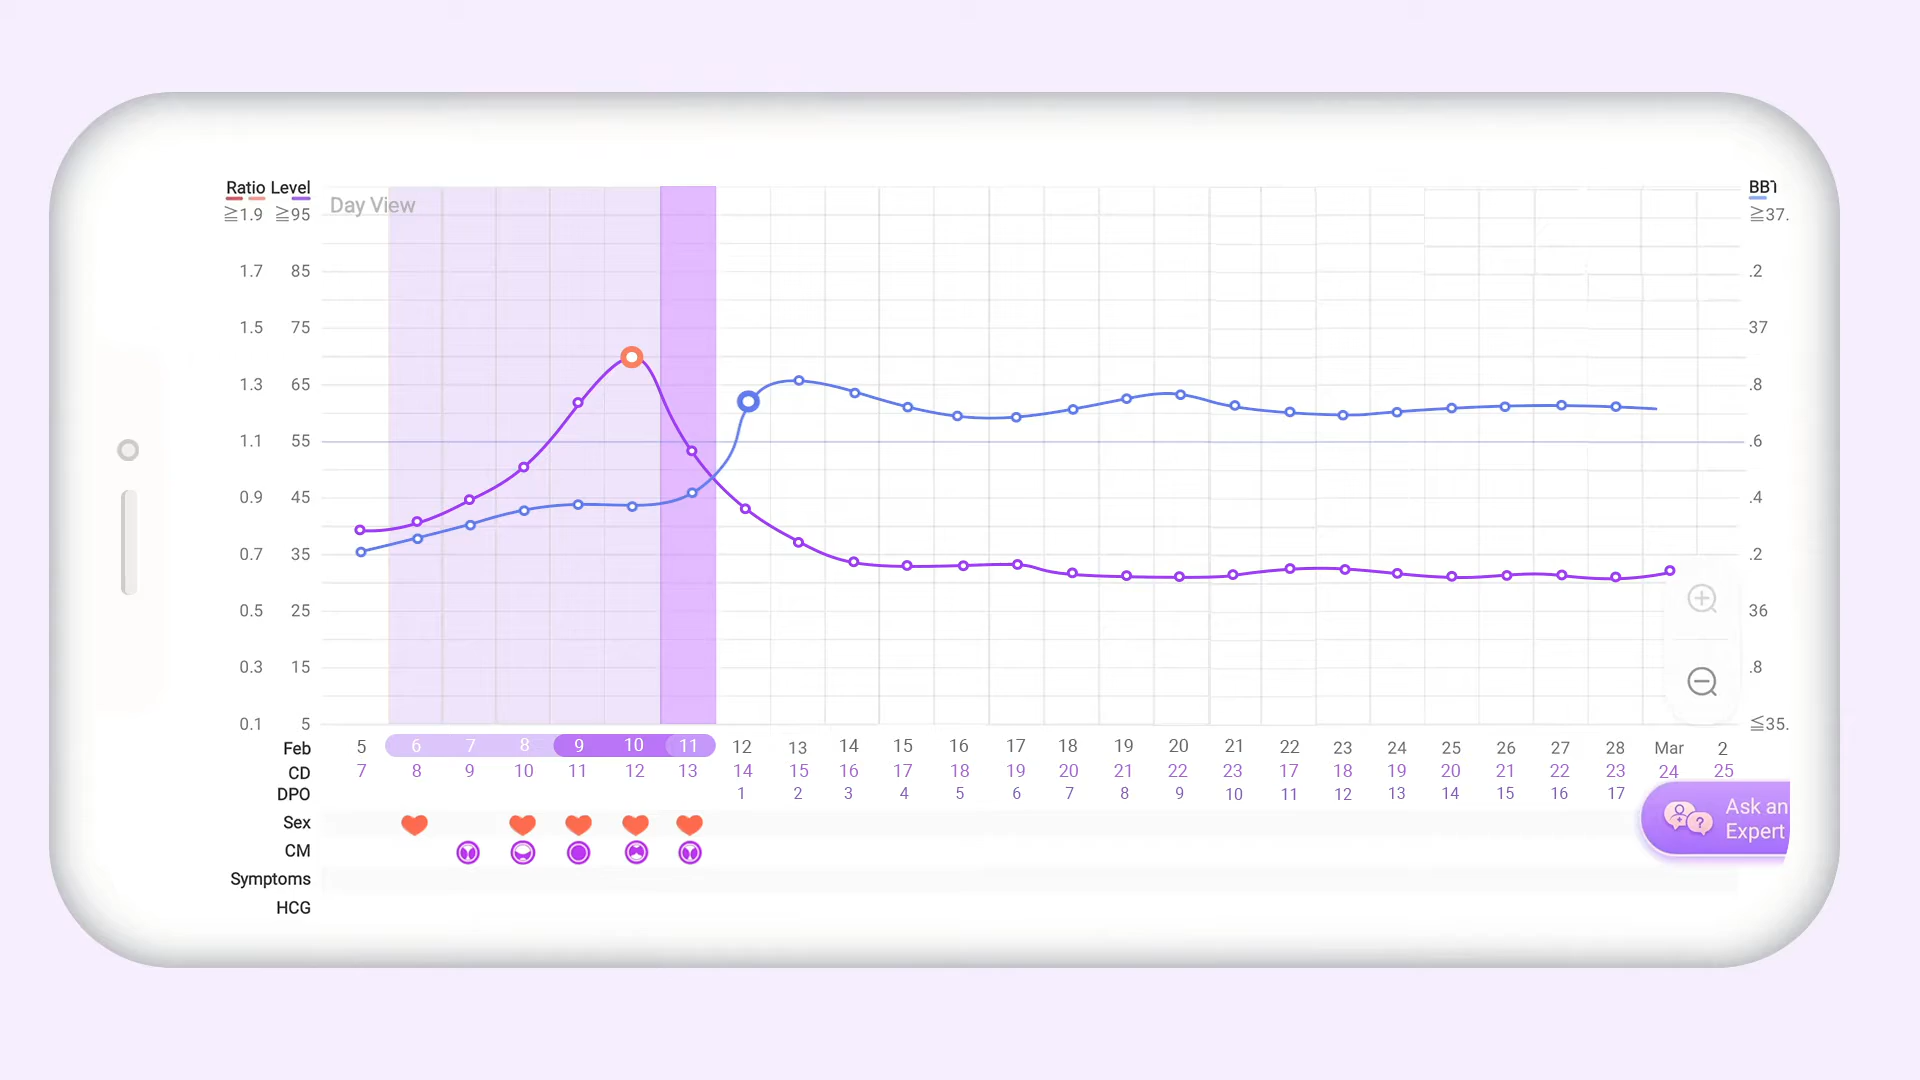 Ratio Level
≧1.9 ≧95 Day View
1.7 85
1.5 75
1.3 65
1.1 55
0.9 45
0.7 35
0.5 25
0.3 15
0.1 5
BBT
≧37.
.2
37
.8
.6
.4
.2
36
.8
≦35.
Feb 5 6 7 8 9 10 11 12 13 14 15 16 17 18 19 20 21 22 23 24 25 26 27 28 Mar 2
CD 7 8 9 10 11 12 13 14 15 16 17 18 19 20 21 22 23 17 18 19 20 21 22 23 24 25
DPO 1 2 3 4 5 6 7 8 9 10 11 12 13 14 15 16 17
Sex
CM
Symptoms
HCG
Ask an
Expert